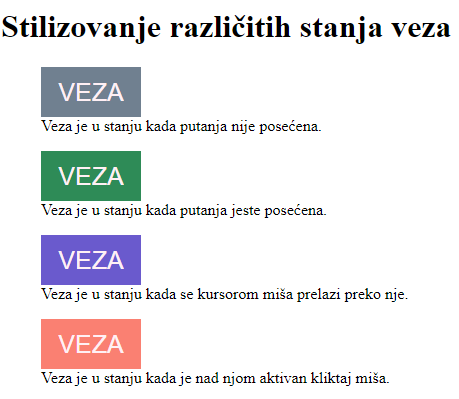 Stilizovanje različitih stanja veza
VEZA
Veza je u stanju kada putanja nije posećena.
VEZA
Veza je u stanju kada putanja jeste posećena.
VEZA
Veza je u stanju kada se kursorom miša prelazi preko nje.
VEZA
Veza je u stanju kada je nad njom aktivan kliktaj miša.